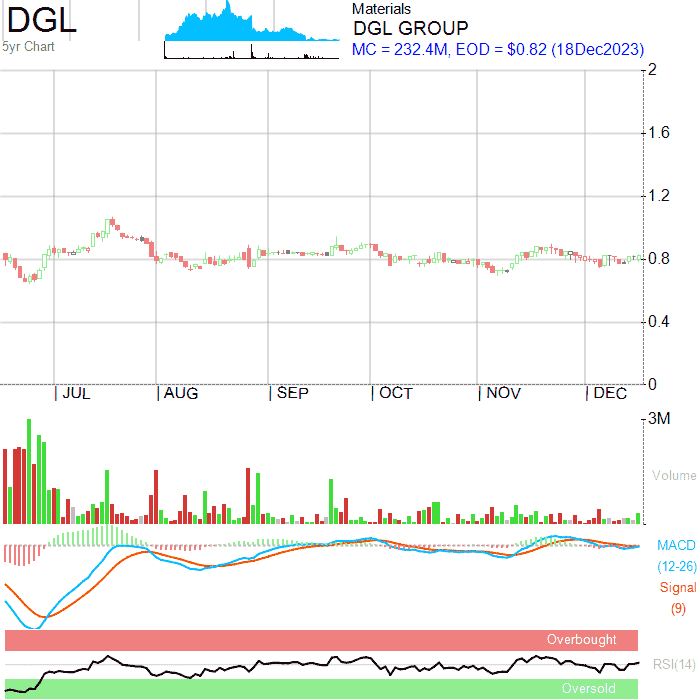 DGL
5yr Chart
Materials
DGL GROUP
MC = 232.4M, EOD = $0.82 (18Dec2023)
2
1.6
1.2
0.8
0.4
0
JUL AUG SEP OCT NOV DEC
3M
Volume
MACD
(12-26)
Signal
(9)
Overbought
RSI(14)
Oversold